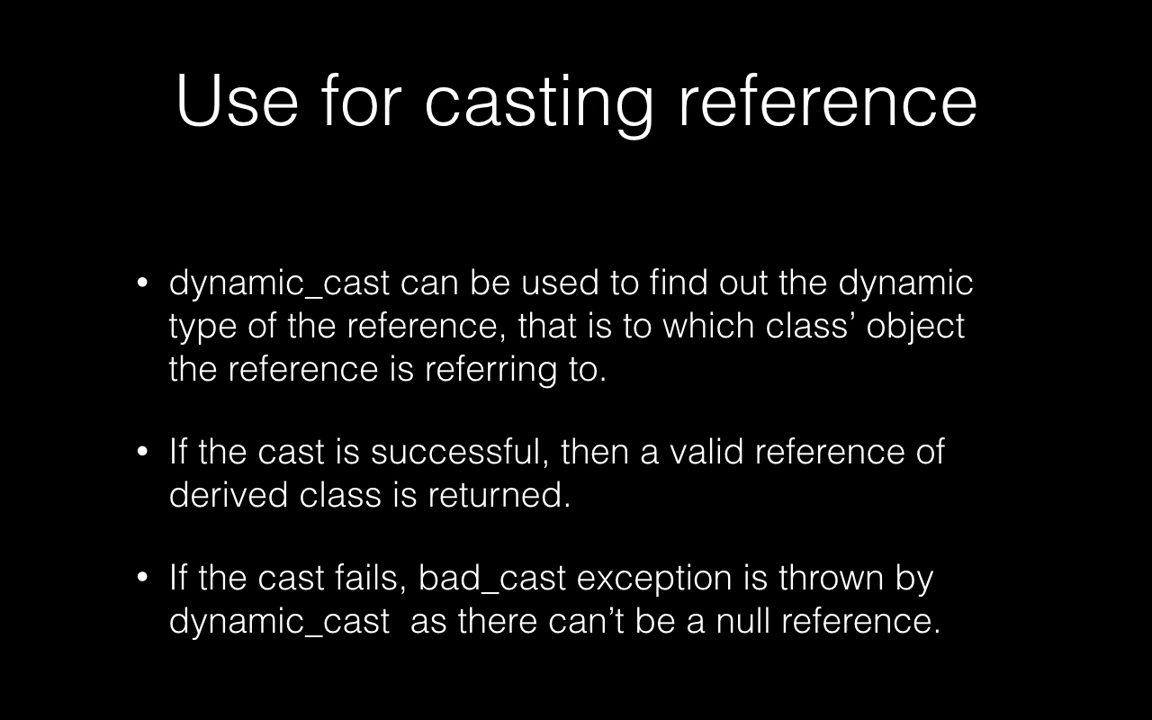 Use for casting reference
• dynamic_cast can be used to find out the dynamic
type of the reference, that is to which class’ object
the reference is referring to.
• If the cast is successful, then a valid reference of
derived class is returned.
• If the cast fails, bad_cast exception is thrown by
dynamic_cast  as there can’t be a null reference.